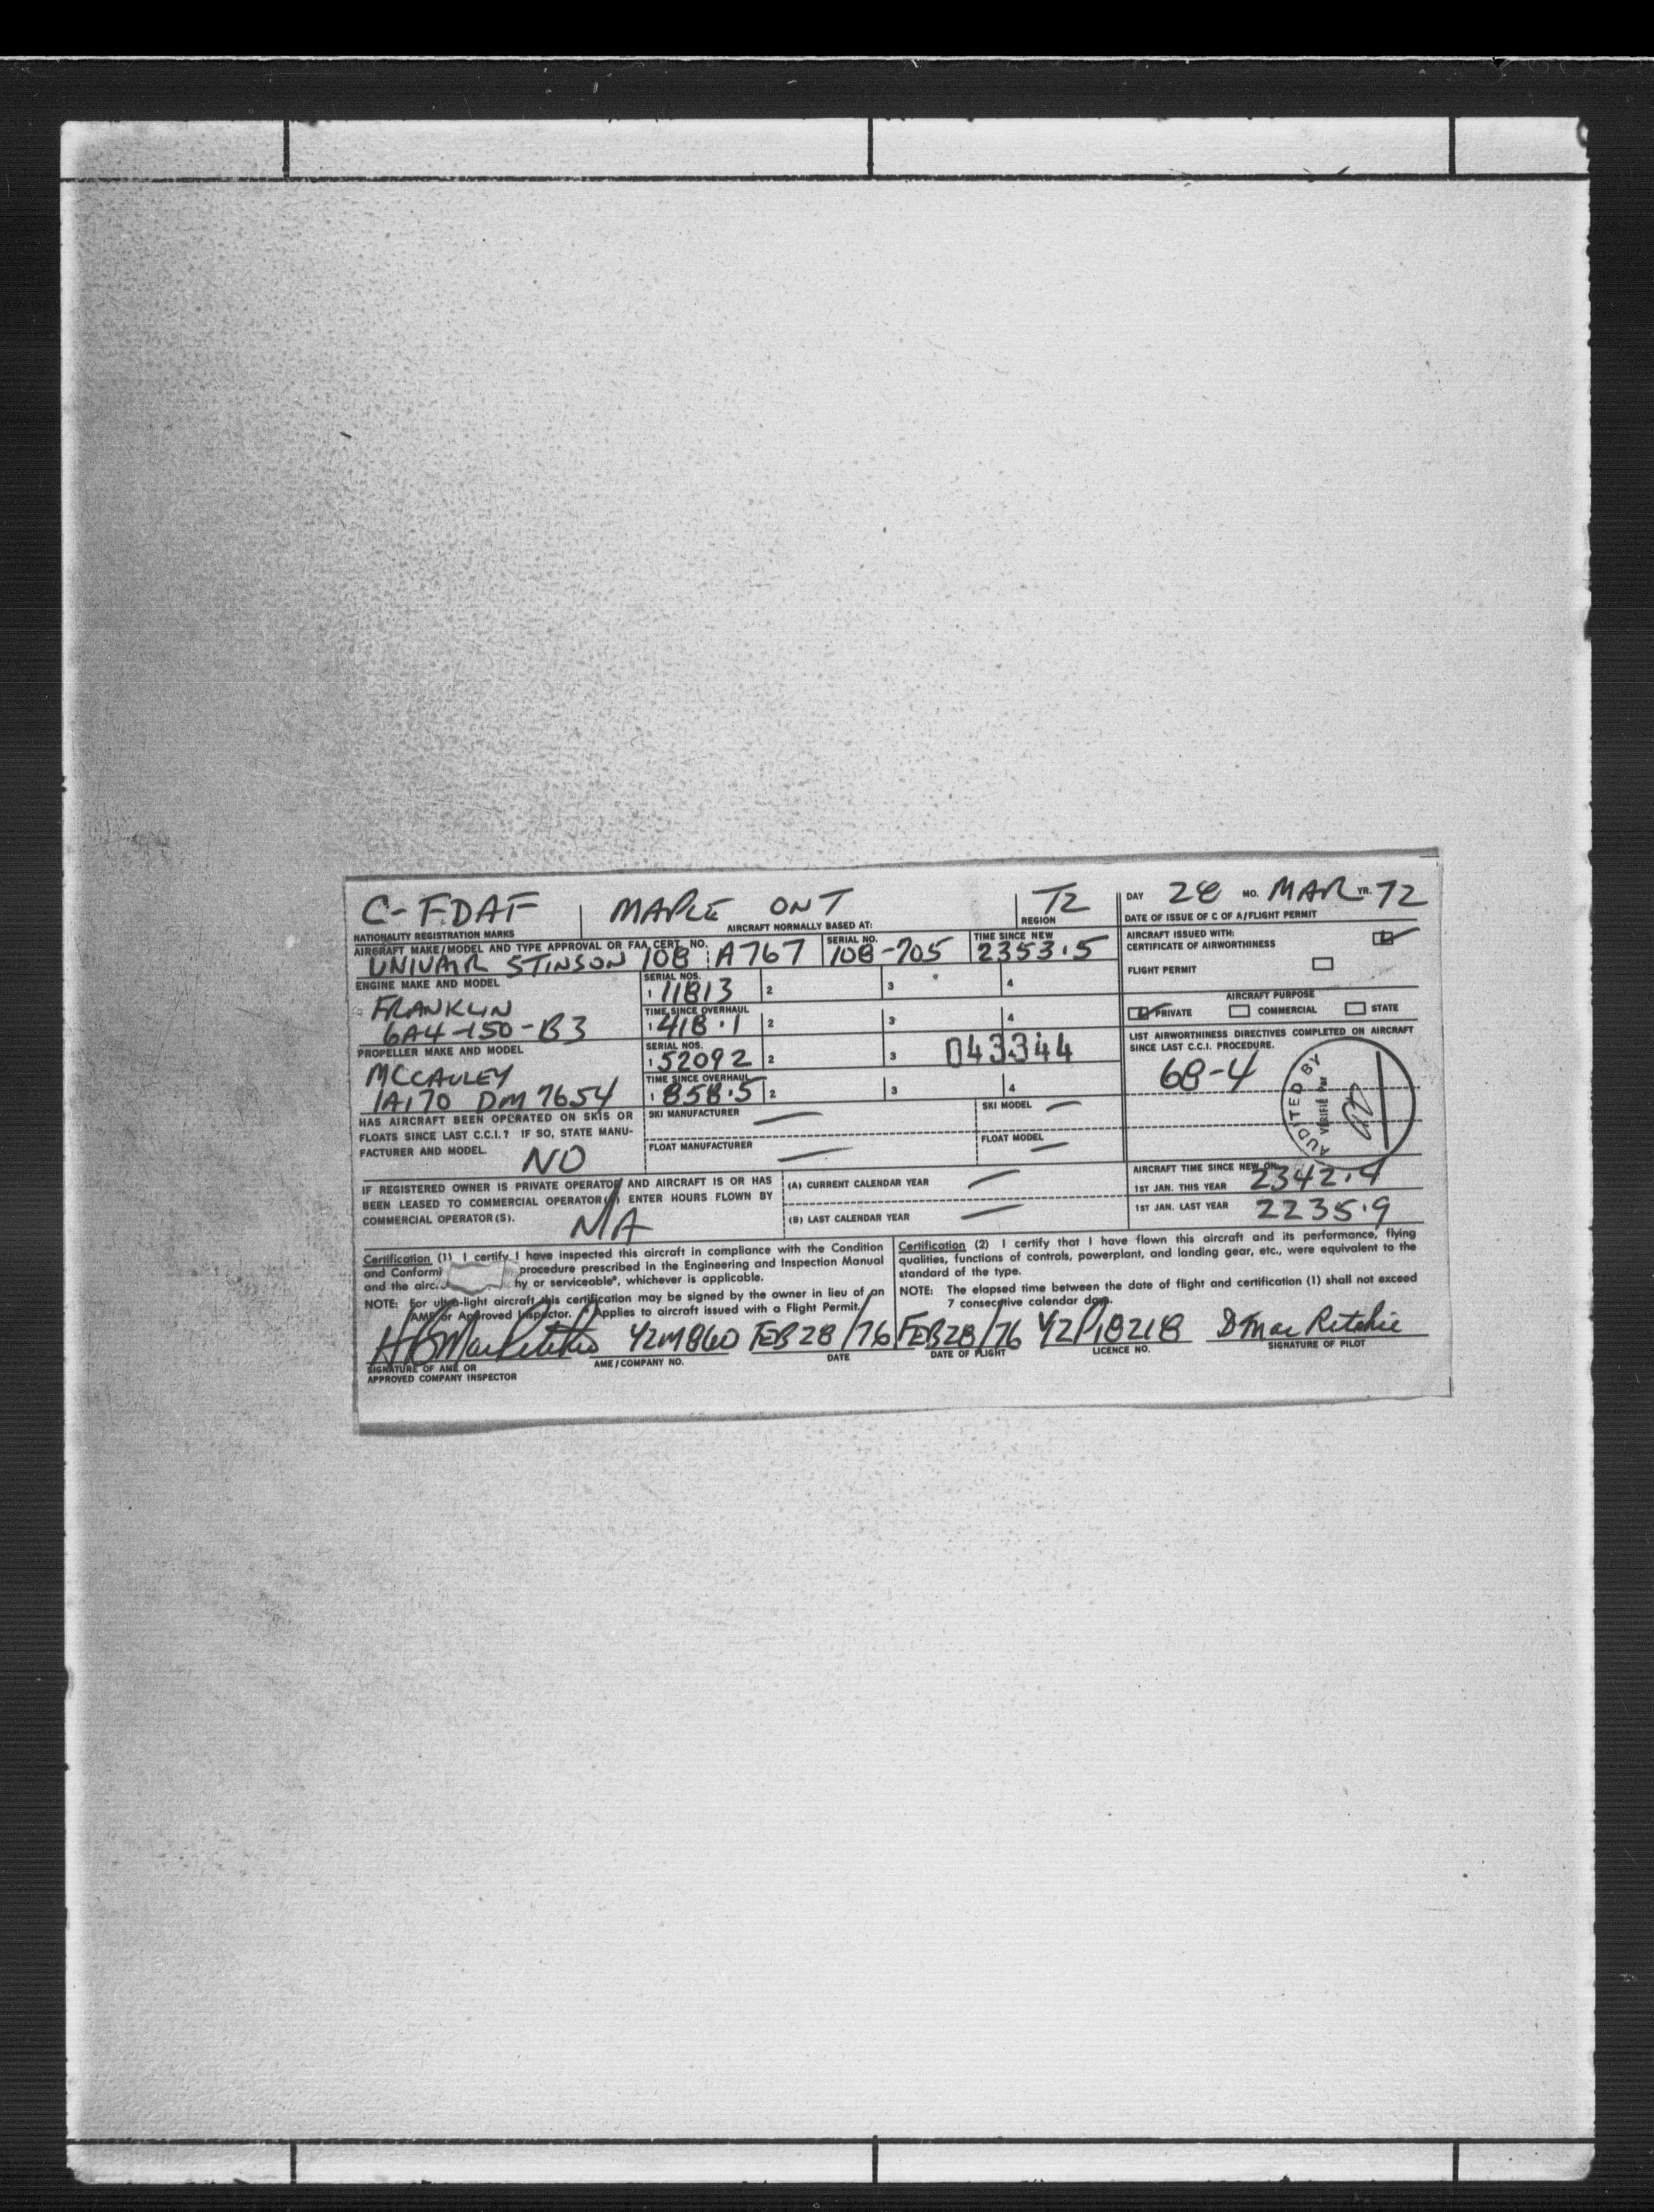 C-FDAF MAPLE ONT TZ DAY 28 MO. MAR YR. 72
NATIONALITY REGISTRATION MARKS AIRCRAFT NORMALLY BASED AT: REGION DATE OF ISSUE OF C OF A/FLIGHT PERMIT
AIRCRAFT MAKE/MODEL AND TYPE APPROVAL OR FAA CERT. NO. SERIAL NO. TIME SINCE NEW
UNIVAIR STINSON 108 A767 108-705 2353.5
AIRCRAFT ISSUED WITH:
CERTIFICATE OF AIRWORTHINESS
FLIGHT PERMIT
ENGINE MAKE AND MODEL SERIAL NOS.
FRANKLIN 1 11813 2 3 4
6A4-150-B3 TIME SINCE OVERHAUL
1 418.1 2 3 4
AIRCRAFT PURPOSE
PRIVATE COMMERCIAL STATE
PROPELLER MAKE AND MODEL SERIAL NOS.
MCCAULEY 1 52092 2 3 043344
1A170 DM 7654 TIME SINCE OVERHAUL
1 858.5 2 3 4
LIST AIRWORTHINESS DIRECTIVES COMPLETED ON AIRCRAFT
SINCE LAST C.C.I. PROCEDURE.
68-4
AUDITED BY
VERIFIÉ PAR
HAS AIRCRAFT BEEN OPERATED ON SKIS OR
FLOATS SINCE LAST C.C.I.? IF SO, STATE MANU-
FACTURER AND MODEL. NO
SKI MANUFACTURER — SKI MODEL —
FLOAT MANUFACTURER — FLOAT MODEL —
IF REGISTERED OWNER IS PRIVATE OPERATOR AND AIRCRAFT IS OR HAS
BEEN LEASED TO COMMERCIAL OPERATOR(S) ENTER HOURS FLOWN BY
COMMERCIAL OPERATOR(S). N/A
(A) CURRENT CALENDAR YEAR —
(B) LAST CALENDAR YEAR —
AIRCRAFT TIME SINCE NEW ON:
1ST JAN. THIS YEAR 2342.4
1ST JAN. LAST YEAR 2235.9
Certification (1) I certify I have inspected this aircraft in compliance with the Condition
and Conformi procedure prescribed in the Engineering and Inspection Manual
and the airc. hy or serviceable*, whichever is applicable.
NOTE: For ultra-light aircraft this certification may be signed by the owner in lieu of an
AME or Approved Inspector. *Applies to aircraft issued with a Flight Permit.
Certification (2) I certify that I have flown this aircraft and its performance, flying
qualities, functions of controls, powerplant, and landing gear, etc., were equivalent to the
standard of the type.
NOTE: The elapsed time between the date of flight and certification (1) shall not exceed
7 consecutive calendar days.
MacRitchie YZM860 FEB 28/76 FEB 28/76 YZP18218 D Mac Ritchie
SIGNATURE OF AME OR AME/COMPANY NO. DATE DATE OF FLIGHT LICENCE NO. SIGNATURE OF PILOT
APPROVED COMPANY INSPECTOR